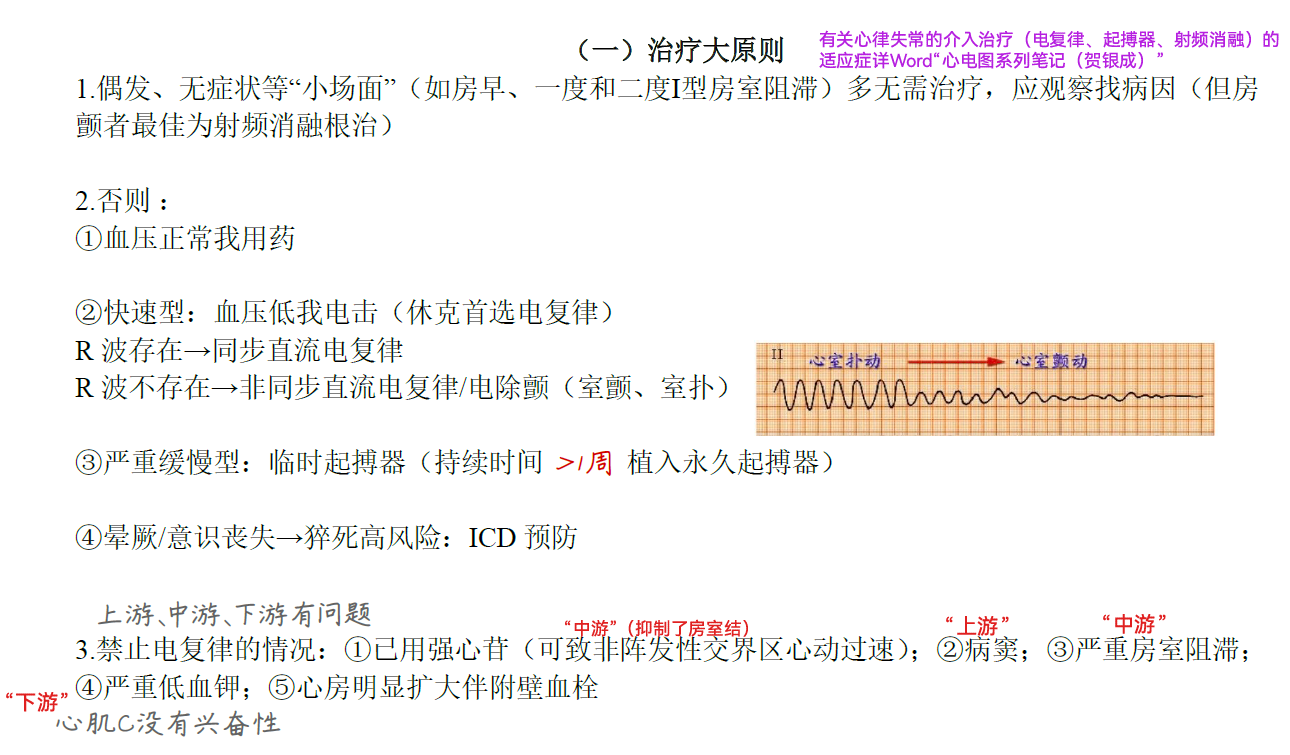 （一）治疗大原则
有关心律失常的介入治疗（电复律、起搏器、射频消融）的
适应症详Word“心电图系列笔记（贺银成）”
1.偶发、无症状等“小场面”（如房早、一度和二度I型房室阻滞）多无需治疗，应观察找病因（但房
颤者最佳为射频消融根治）
2.否则：
①血压正常我用药
②快速型：血压低我电击（休克首选电复律）
R 波存在→同步直流电复律
R 波不存在→非同步直流电复律/电除颤（室颤、室扑）
II 心室扑动 心室颤动
③严重缓慢型：临时起搏器（持续时间 >1周 植入永久起搏器）
④晕厥/意识丧失→猝死高风险：ICD 预防
上游、中游、下游有问题
“中游”（抑制了房室结） “上游” “中游”
3.禁止电复律的情况：①已用强心苷（可致非阵发性交界区心动过速）；②病窦；③严重房室阻滞；
④严重低血钾；⑤心房明显扩大伴附壁血栓
“下游”
心肌C没有兴奋性